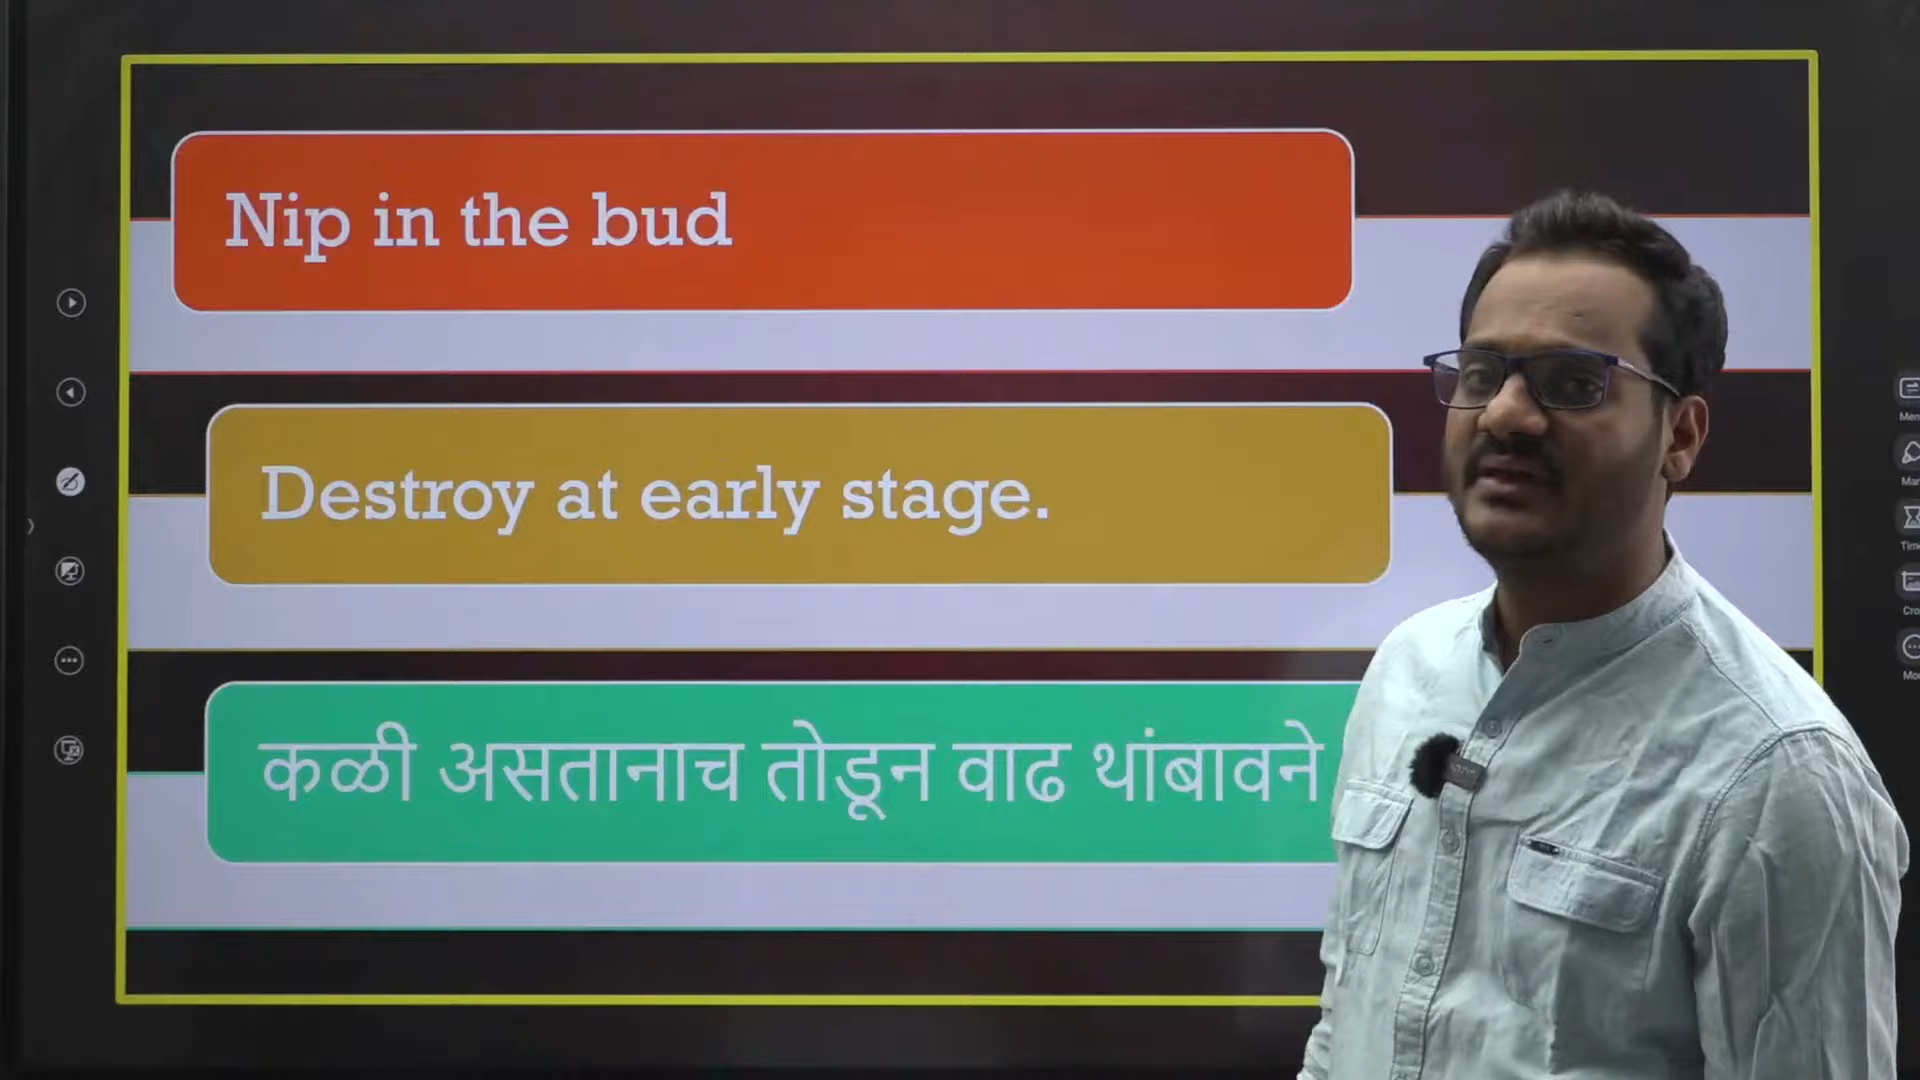 Nip in the bud
Destroy at early stage.
कळी असतानाच तोडून वाढ थांबावने